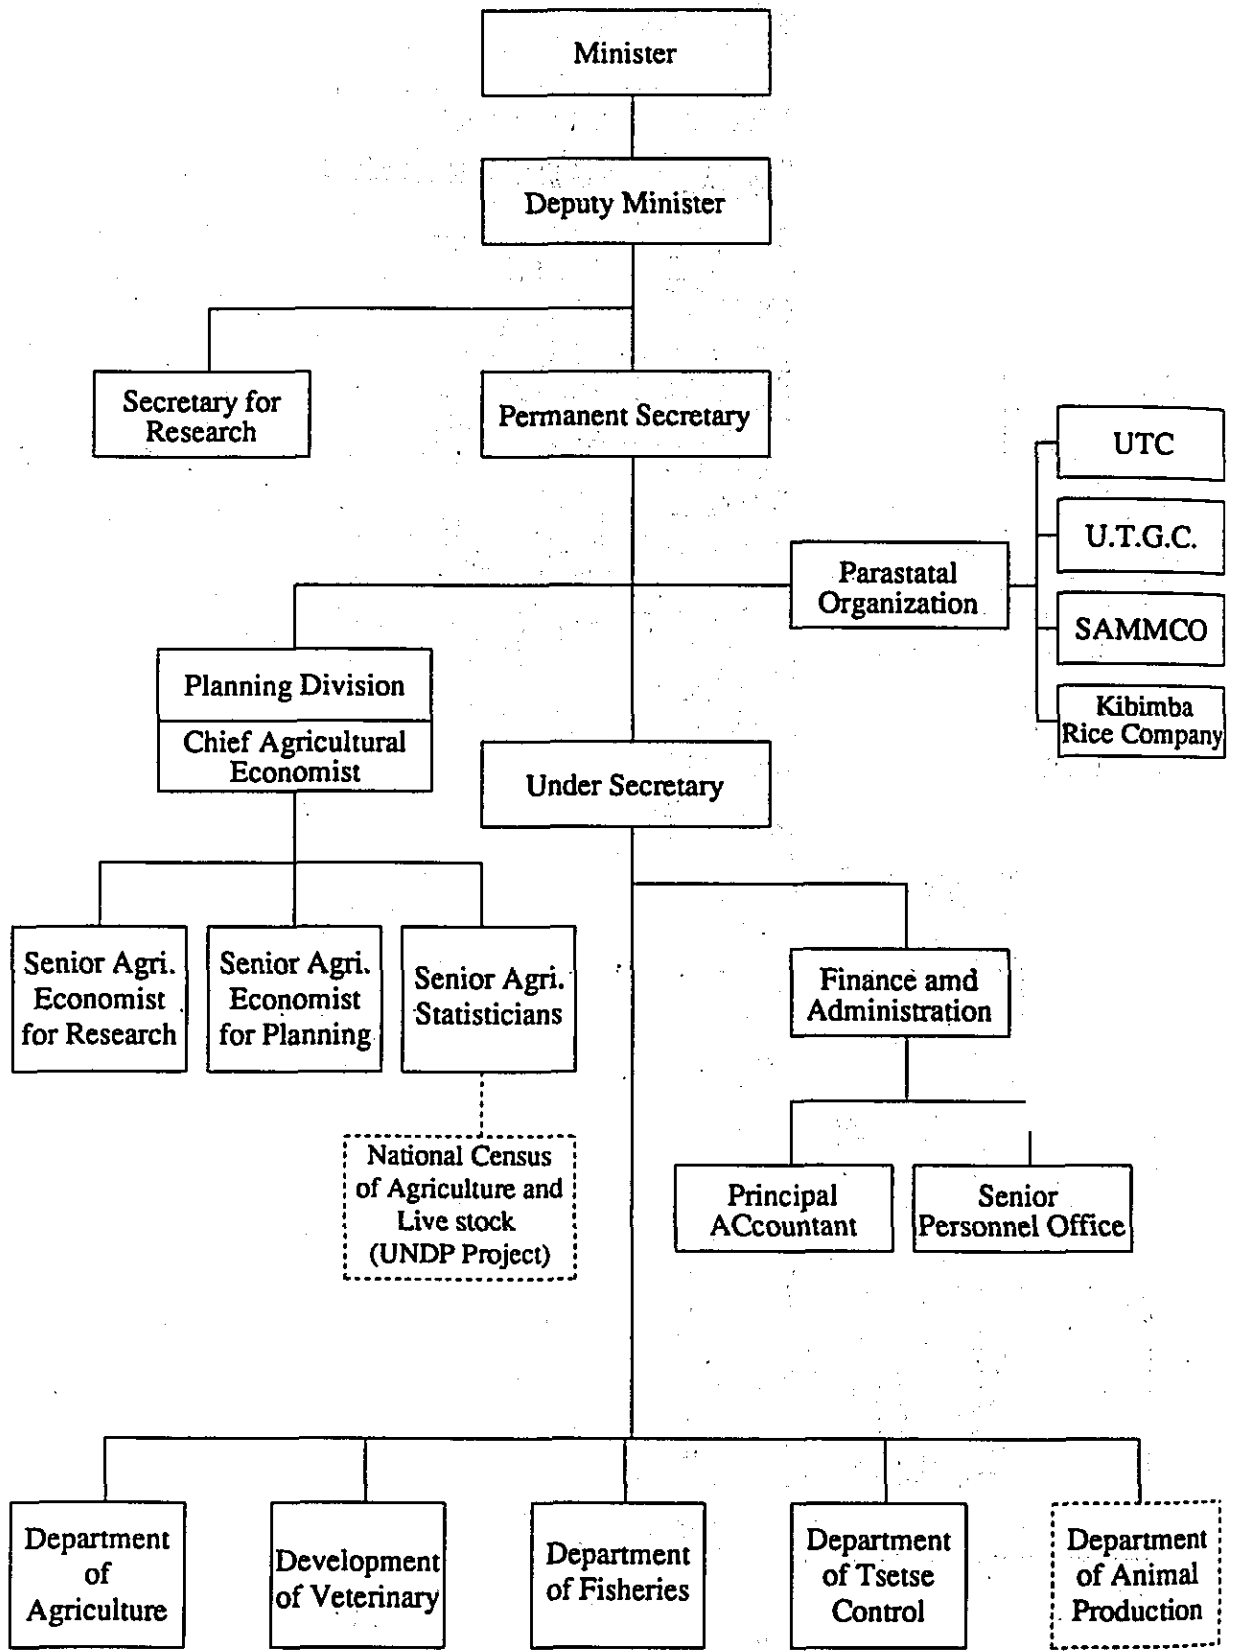 Minister
Deputy Minister
Secretary for
Research
Permanent Secretary
UTC
U.T.G.C.
Parastatal
Organization
SAMMCO
Kibimba
Rice Company
Planning Division
Chief Agricultural
Economist
Under Secretary
Senior Agri.
Economist
for Research
Senior Agri.
Economist
for Planning
Senior Agri.
Statisticians
Finance amd
Administration
National Census
of Agriculture and
Live stock
(UNDP Project)
Principal
ACcountant
Senior
Personnel Office
Department
of
Agriculture
Development
of Veterinary
Department
of Fisheries
Department
of Tsetse
Control
Department
of Animal
Production